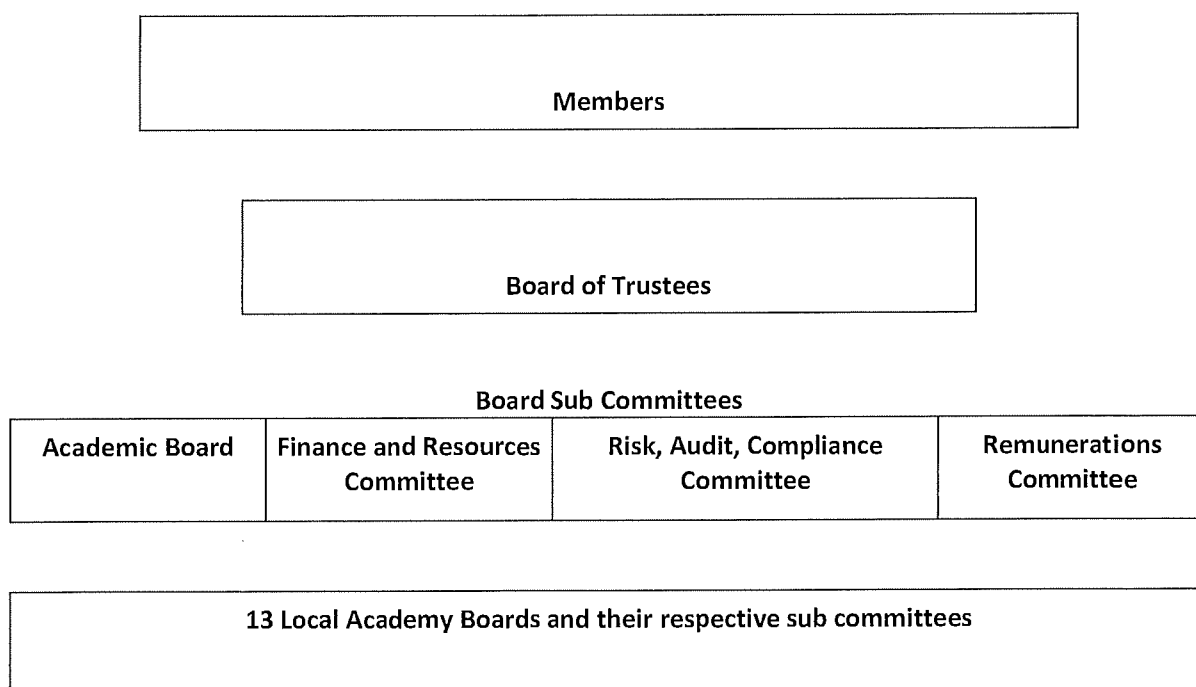 Members
Board of Trustees
Board Sub Committees
Academic Board
Finance and Resources
Committee
Risk, Audit, Compliance
Committee
Remunerations
Committee
13 Local Academy Boards and their respective sub committees